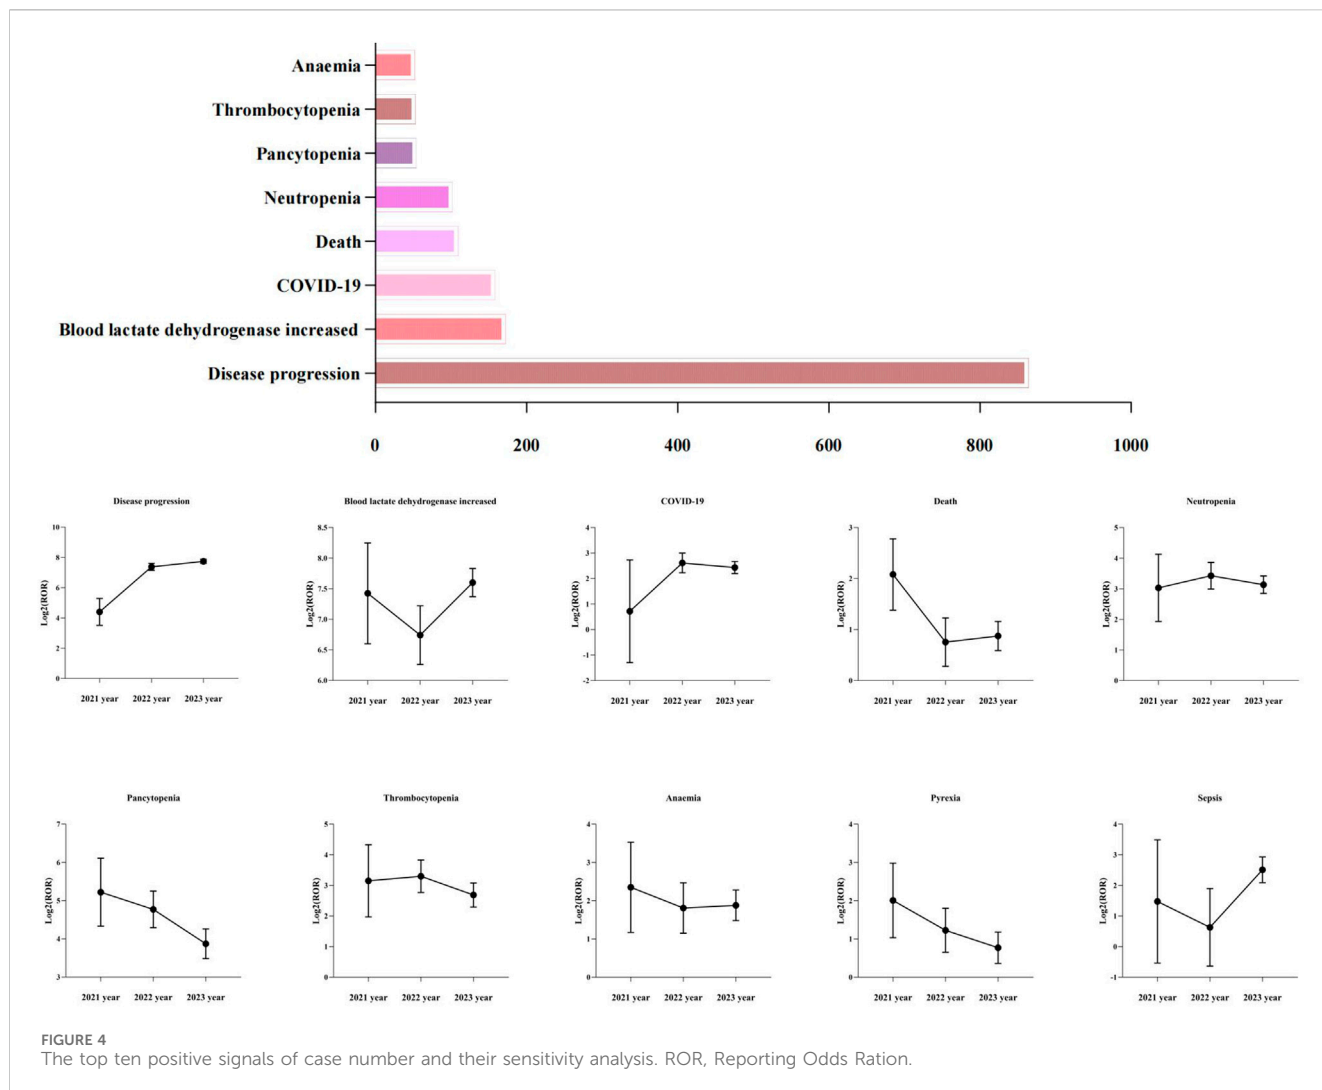 Anaemia
Thrombocytopenia
Pancytopenia
Neutropenia
Death
COVID-19
Blood lactate dehydrogenase increased
Disease progression
0 200 400 600 800 1000
Disease progression
Log2(ROR)
10
8
6
4
2
0
2021 year 2022 year 2023 year
Blood lactate dehydrogenase increased
Log2(ROR)
8.5
8.0
7.5
7.0
6.5
6.0
2021 year 2022 year 2023 year
COVID-19
Log2(ROR)
4
3
2
1
0
-1
-2
2021 year 2022 year 2023 year
Death
Log2(ROR)
3
2
1
0
2021 year 2022 year 2023 year
Neutropenia
Log2(ROR)
5
4
3
2
1
0
2021 year 2022 year 2023 year
Pancytopenia
Log2(ROR)
7
6
5
4
3
2021 year 2022 year 2023 year
Thrombocytopenia
Log2(ROR)
5
4
3
2
1
0
2021 year 2022 year 2023 year
Anaemia
Log2(ROR)
4
3
2
1
0
2021 year 2022 year 2023 year
Pyrexia
Log2(ROR)
4
3
2
1
0
2021 year 2022 year 2023 year
Sepsis
Log2(ROR)
4
3
2
1
0
-1
2021 year 2022 year 2023 year
FIGURE 4
The top ten positive signals of case number and their sensitivity analysis. ROR, Reporting Odds Ration.